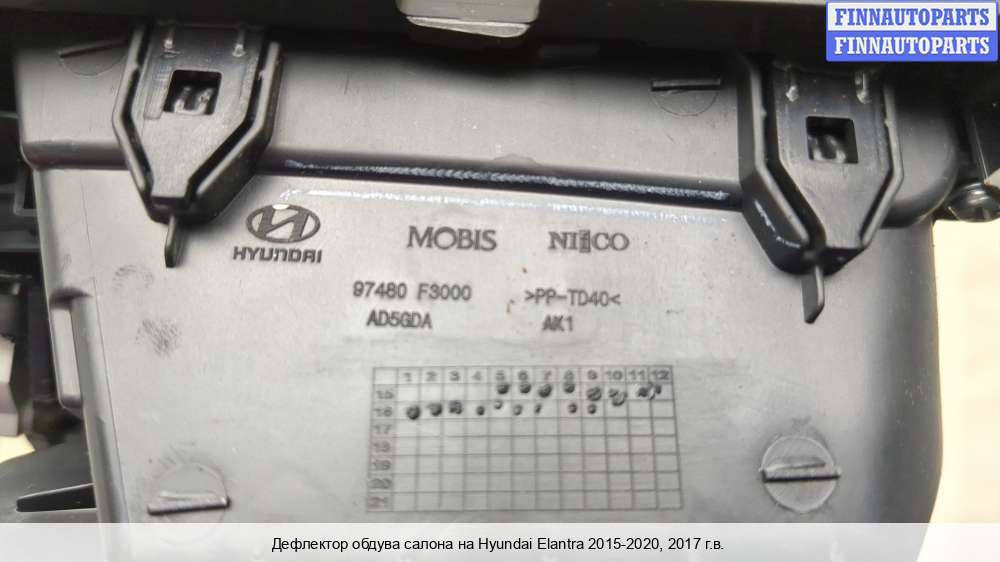 FINNAUTOPARTS
FINNAUTOPARTS
HYUNDAI
MOBIS NIFCO
97480 F3000 >PP-TD40<
AD5GDA AK1
1 2 3 4 5 6 7 8 9 10 11 12
15
16
17
18
19
20
21
Дефлектор обдува салона на Hyundai Elantra 2015-2020, 2017 г.в.